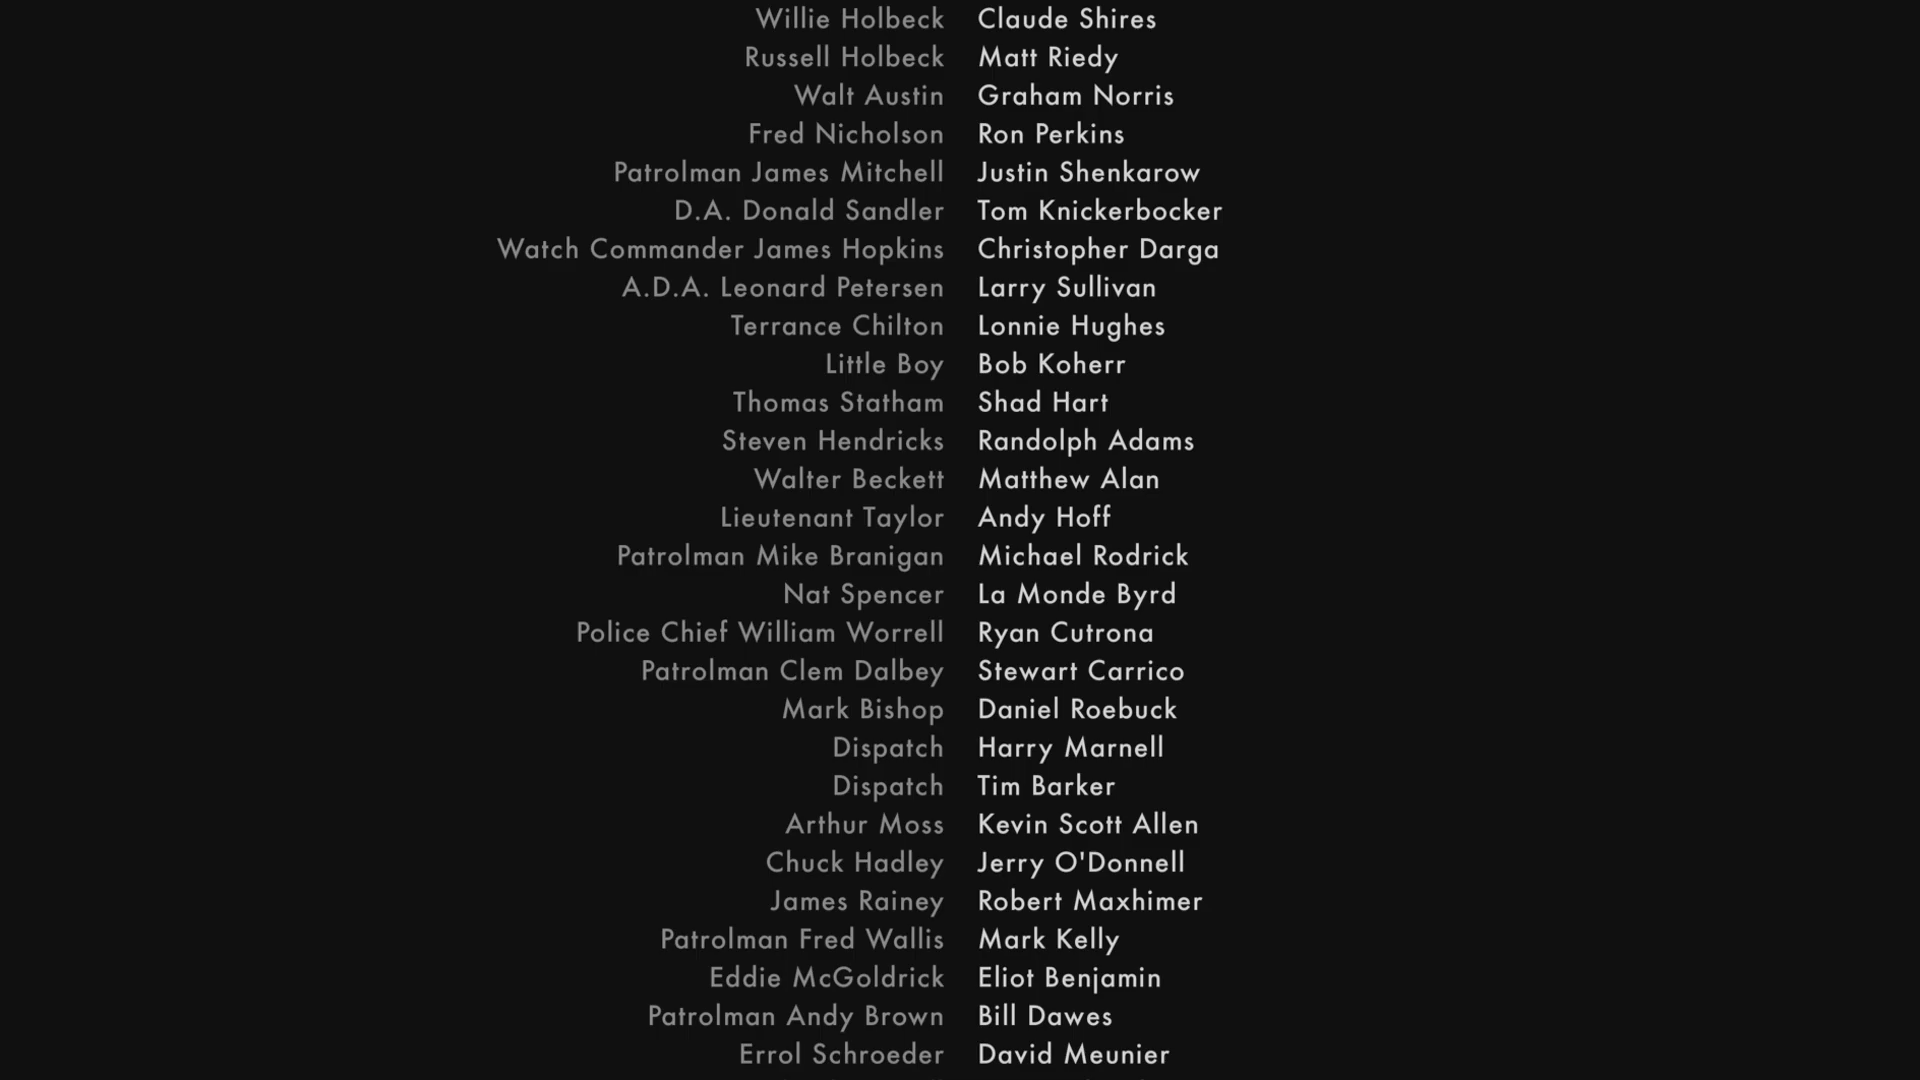 Willie Holbeck Claude Shires
Russell Holbeck Matt Riedy
Walt Austin Graham Norris
Fred Nicholson Ron Perkins
Patrolman James Mitchell Justin Shenkarow
D.A. Donald Sandler Tom Knickerbocker
Watch Commander James Hopkins Christopher Darga
A.D.A. Leonard Petersen Larry Sullivan
Terrance Chilton Lonnie Hughes
Little Boy Bob Koherr
Thomas Statham Shad Hart
Steven Hendricks Randolph Adams
Walter Beckett Matthew Alan
Lieutenant Taylor Andy Hoff
Patrolman Mike Branigan Michael Rodrick
Nat Spencer La Monde Byrd
Police Chief William Worrell Ryan Cutrona
Patrolman Clem Dalbey Stewart Carrico
Mark Bishop Daniel Roebuck
Dispatch Harry Marnell
Dispatch Tim Barker
Arthur Moss Kevin Scott Allen
Chuck Hadley Jerry O'Donnell
James Rainey Robert Maxhimer
Patrolman Fred Wallis Mark Kelly
Eddie McGoldrick Eliot Benjamin
Patrolman Andy Brown Bill Dawes
Errol Schroeder David Meunier